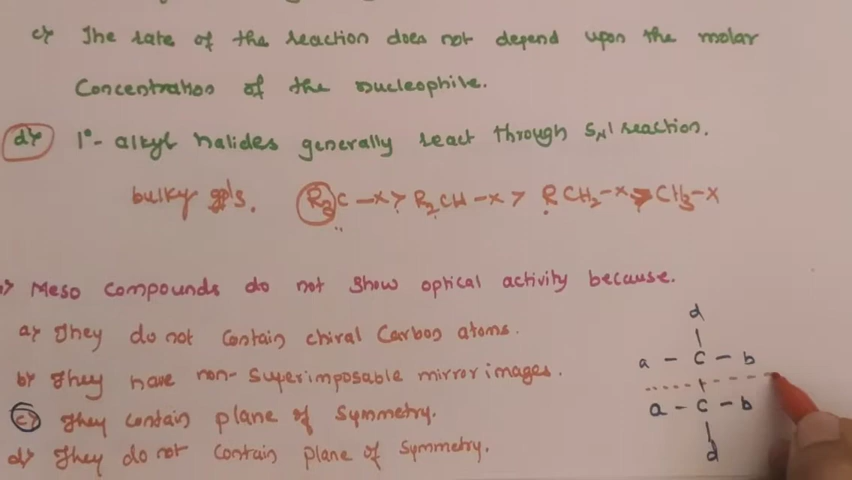 c) The rate of the reaction does not depend upon the molar
Concentration of the nucleophile.
d) 1°- alkyl halides generally react through SN1 reaction.
bulky gp's. R3C-x > R2CH-x > RCH2-x > CH3-x
Meso compounds do not show optical activity because.
a) They do not contain chiral Carbon atoms.
b) They have non-superimposable mirror images.
c) They contain plane of symmetry.
d) They do not contain plane of symmetry.
d
a - C - b
a - C - b
d